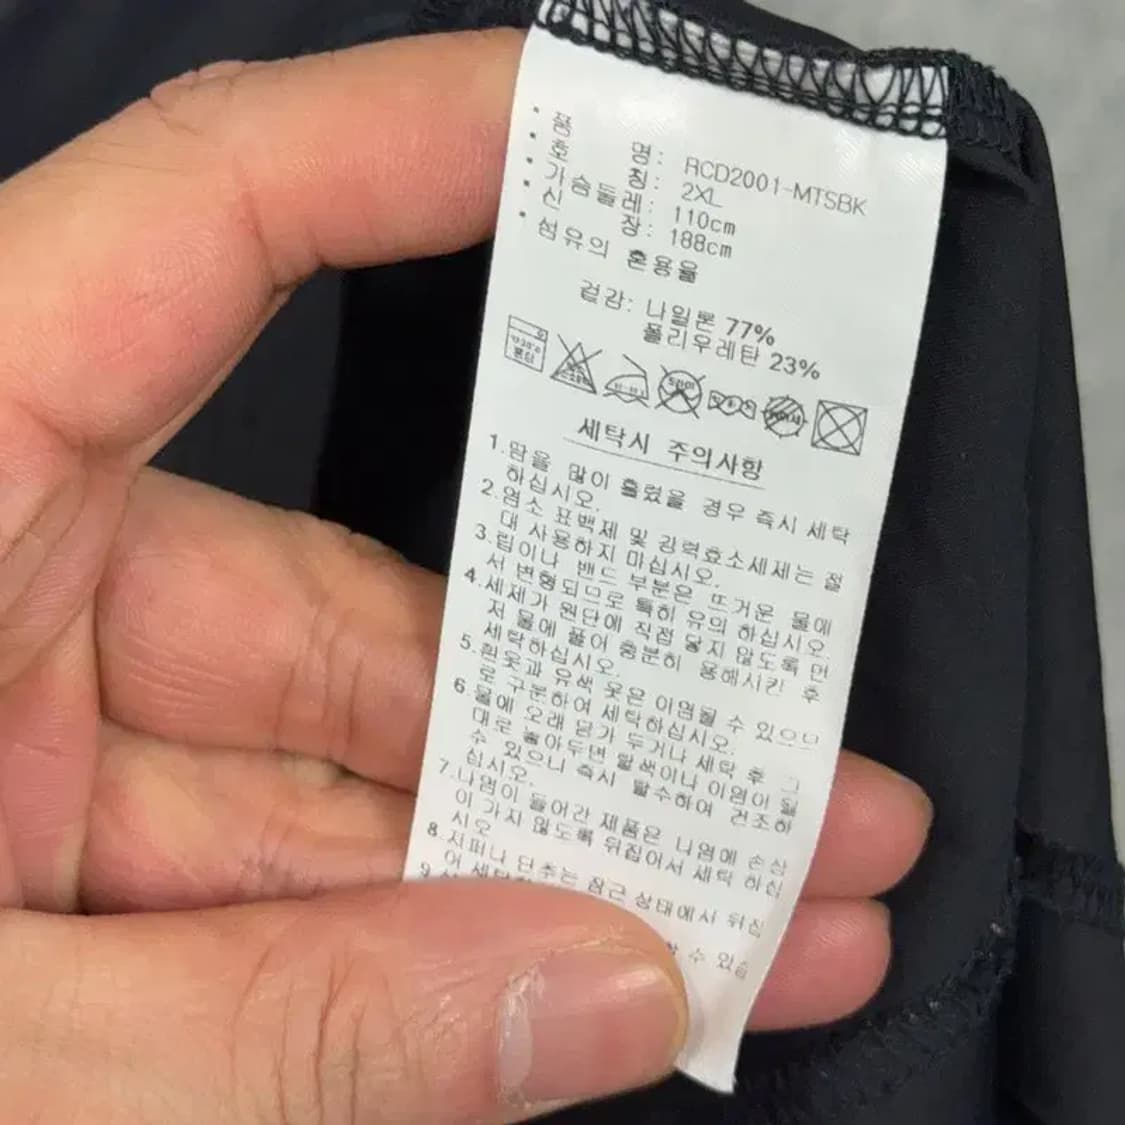 · 품 명: RCD2001-MTSBK
· 호 칭: 2XL
· 가슴둘레: 110cm
· 신 장: 188cm
· 섬유의 혼용율
겉감: 나일론 77%
폴리우레탄 23%
드라이
세탁시 주의사항
1.땀을 많이 흘렸을 경우 즉시 세탁
하십시오.
2.염소 표백제 및 강력효소세제는 절
대 사용하지 마십시오.
3.립이나 밴드 부분은 뜨거운 물에
서 변형되므로 특히 유의 하십시오.
4.세제가 원단에 직접 닿지 않도록 먼
저 물에 풀어 충분히 용해시킨 후
세탁하십시오.
5.흰옷과 유색 옷은 이염될 수 있으므
로 구분하여 세탁하십시오.
6.물에 오래 담가 두거나 세탁 후 그
대로 놓아두면 탈색이나 이염이 될
수 있으니 즉시 탈수하여 건조하
십시오.
7.나염이 들어간 제품은 나염에 손상
이 가지 않도록 뒤집어서 세탁 하십
시오
8.지퍼나 단추는 잠근 상태에서 뒤집
어
9.
수 있습